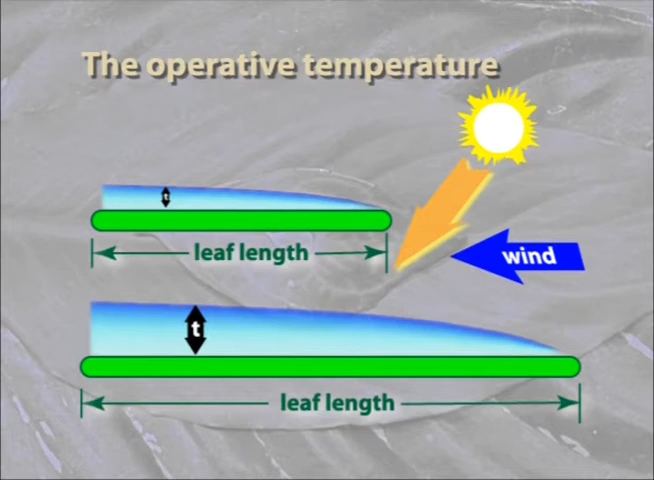 The operative temperature
t
leaf length
wind
t
leaf length